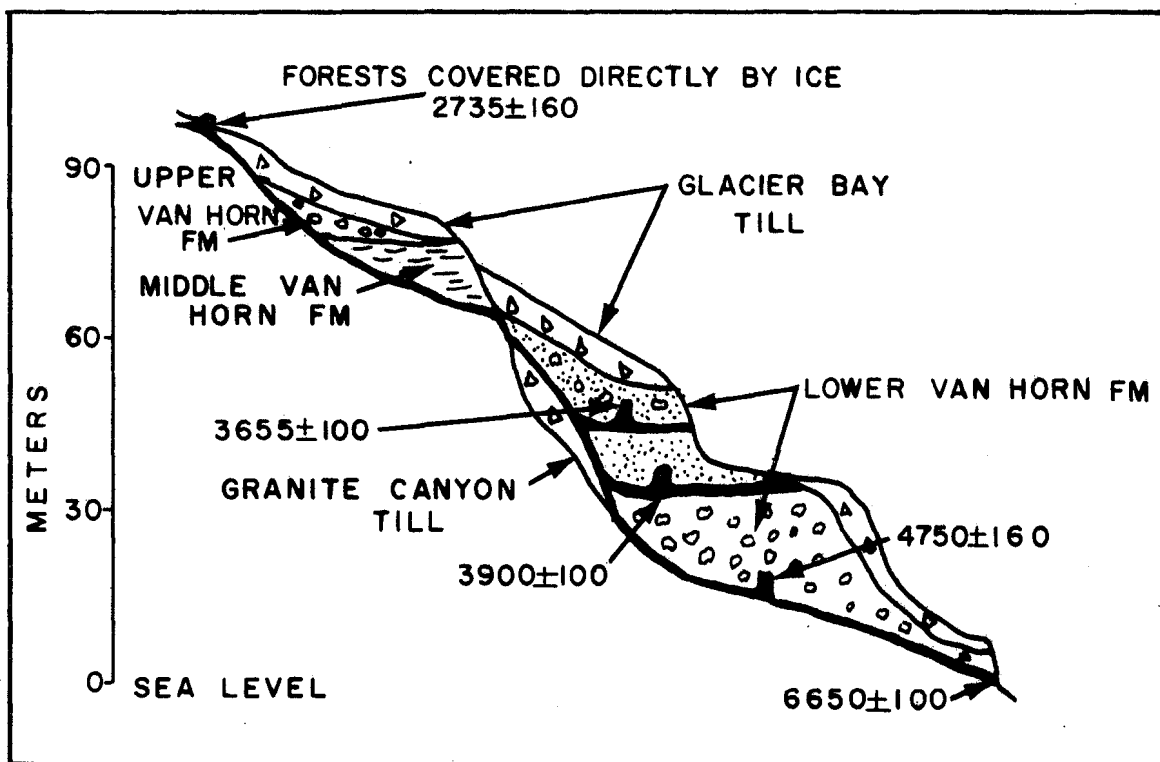 FORESTS COVERED DIRECTLY BY ICE
2735±160
90
UPPER
VAN HORN
FM
GLACIER BAY
TILL
MIDDLE VAN
HORN FM
60
METERS
LOWER VAN HORN FM
3655±100
GRANITE CANYON
TILL
30
4750±160
3900±100
0
SEA LEVEL
6650±100